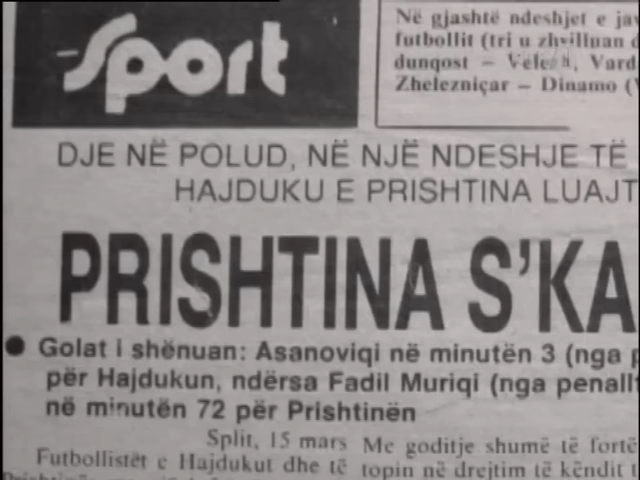 Sport
Në gjashtë ndeshjet e
futbollit (tri u zhvilluan
dunqost – Velezh, Vard
Zhelezniçar – Dinamo (V
DJE NË POLUD, NË NJË NDESHJE TË
HAJDUKU E PRISHTINA LUAJT
PRISHTINA S'KA
● Golat i shënuan: Asanoviqi në minutën 3 (nga
për Hajdukun, ndërsa Fadil Muriqi (nga penall
në minutën 72 për Prishtinën
Split, 15 mars
Futbollistët e Hajdukut dhe të
Me goditje shumë të fortë
topin në drejtim të këndit